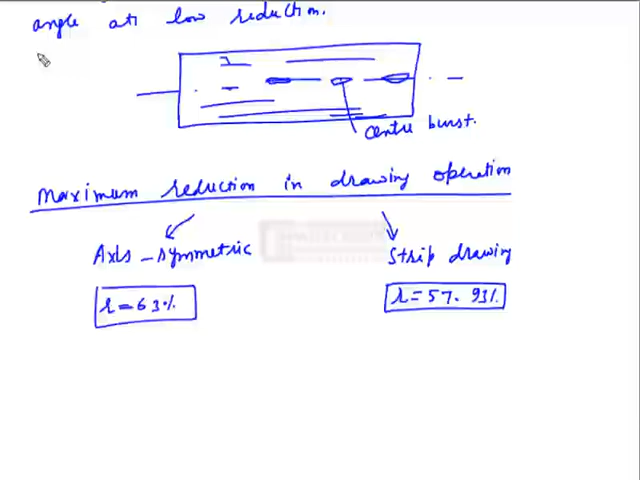 angle at low reduction.
centre burst.
Maximum reduction in drawing operation
Axis - symmetric
Strip drawing
r = 63%
r = 57.93%